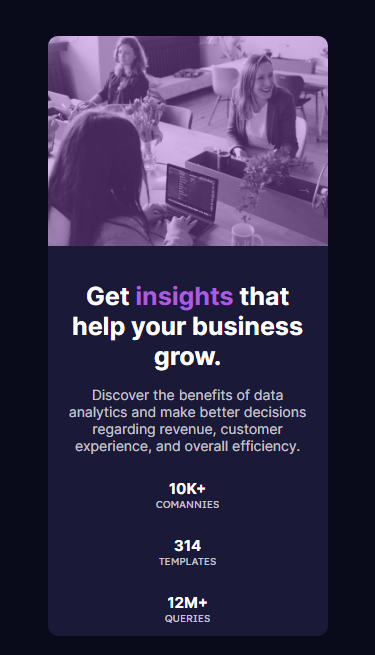 Get insights that
help your business
grow.
Discover the benefits of data
analytics and make better decisions
regarding revenue, customer
experience, and overall efficiency.
10K+
COMANNIES
314
TEMPLATES
12M+
QUERIES